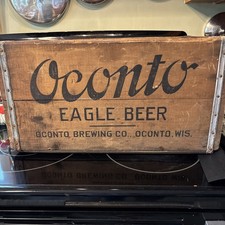 Oconto
EAGLE BEER
OCONTO BREWING CO. OCONTO, WIS.